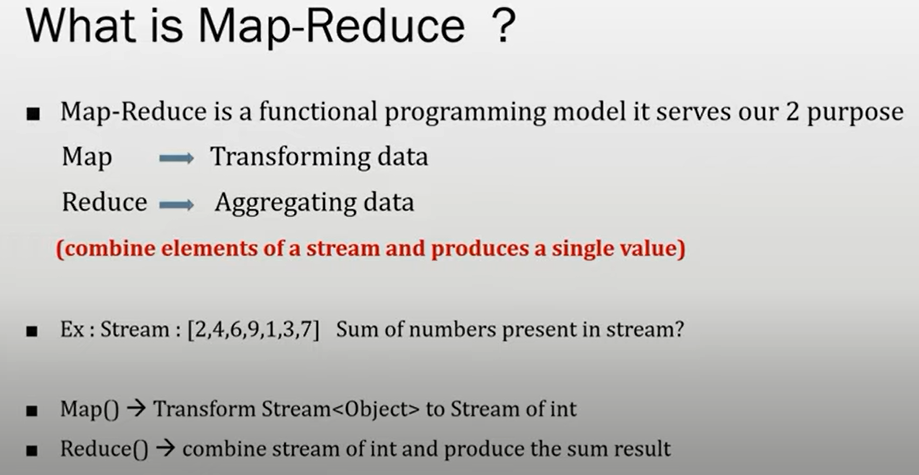 What is Map-Reduce ?
■ Map-Reduce is a functional programming model it serves our 2 purpose
Map → Transforming data
Reduce → Aggregating data
(combine elements of a stream and produces a single value)
■ Ex : Stream : [2,4,6,9,1,3,7] Sum of numbers present in stream?
■ Map() → Transform Stream<Object> to Stream of int
■ Reduce() → combine stream of int and produce the sum result